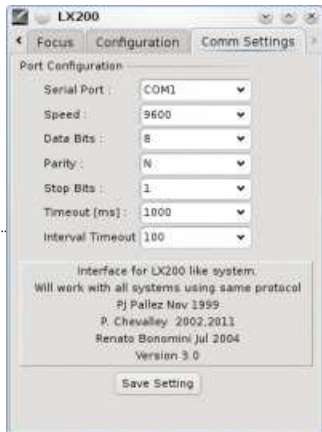 LX200
Focus Configuration Comm Settings
Port Configuration
Serial Port : COM1
Speed : 9600
Data Bits : 8
Parity : N
Stop Bits : 1
Timeout [ms] : 1000
Interval Timeout 100
Interface for LX200 like system.
Will work with all systems using same protocol
PJ Pallez Nov 1999
P. Chevalley 2002,2011
Renato Bonomini Jul 2004
Version 3.0
Save Setting